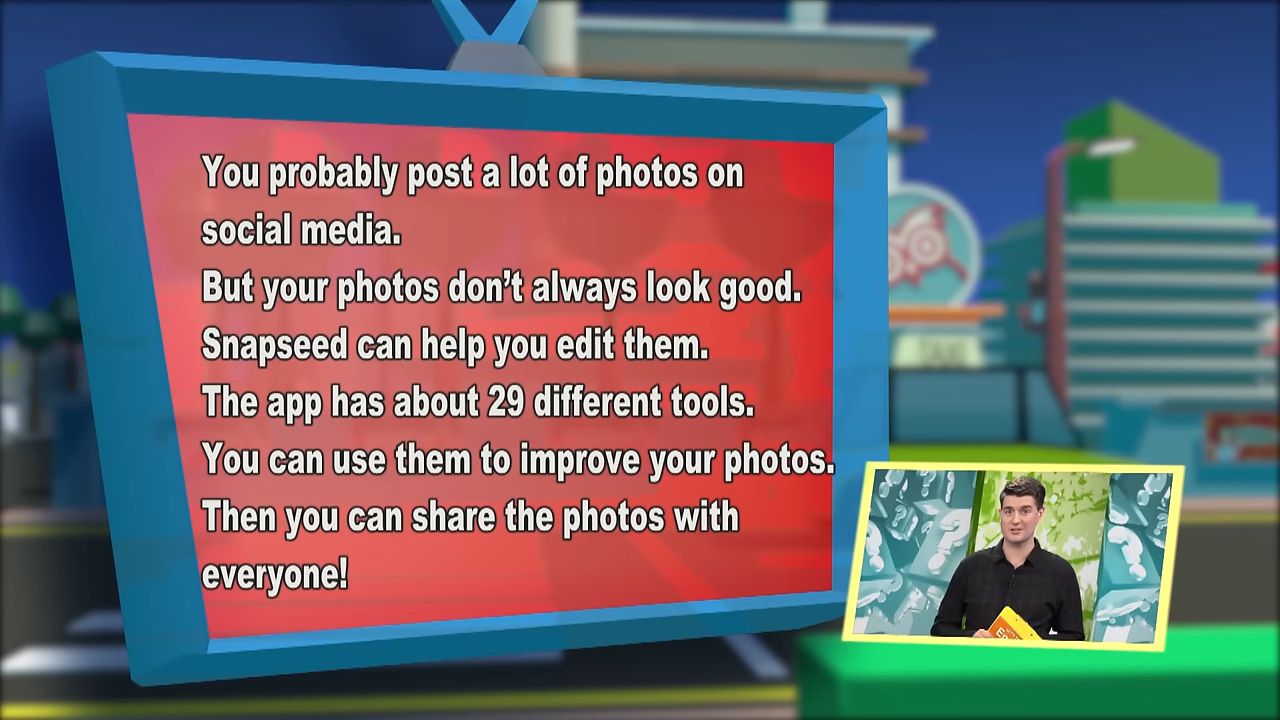 You probably post a lot of photos on
social media.
But your photos don't always look good.
Snapseed can help you edit them.
The app has about 29 different tools.
You can use them to improve your photos.
Then you can share the photos with
everyone!